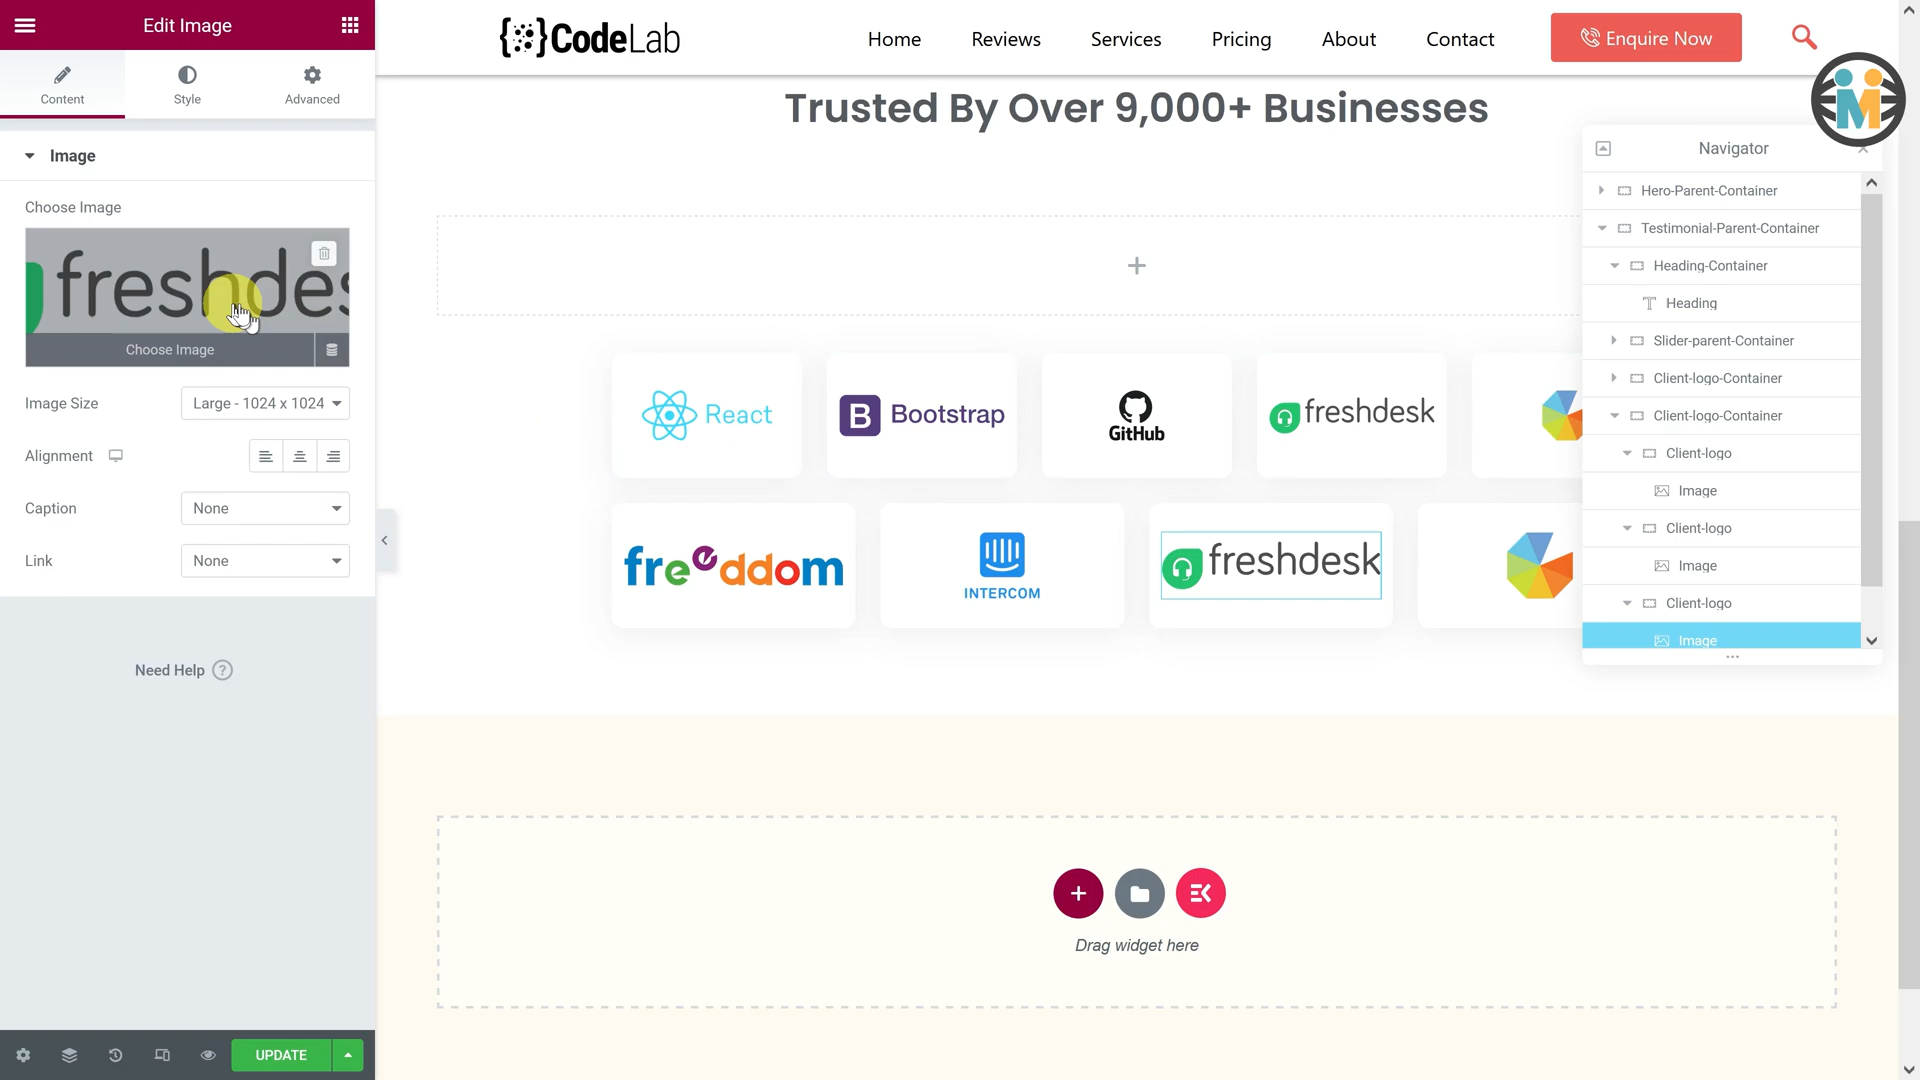 Edit Image
Content
Style
Advanced
Image
Choose Image
freshdes
Choose Image
Image Size
Large - 1024 x 1024
Alignment
Caption
None
Link
None
Need Help ?
UPDATE
{ }CodeLab
Home
Reviews
Services
Pricing
About
Contact
Enquire Now
M
Trusted By Over 9,000+ Businesses
React
B Bootstrap
GitHub
freshdesk
freeddom
INTERCOM
freshdesk
Drag widget here
Navigator
Hero-Parent-Container
Testimonial-Parent-Container
Heading-Container
Heading
Slider-parent-Container
Client-logo-Container
Client-logo-Container
Client-logo
Image
Client-logo
Image
Client-logo
Image